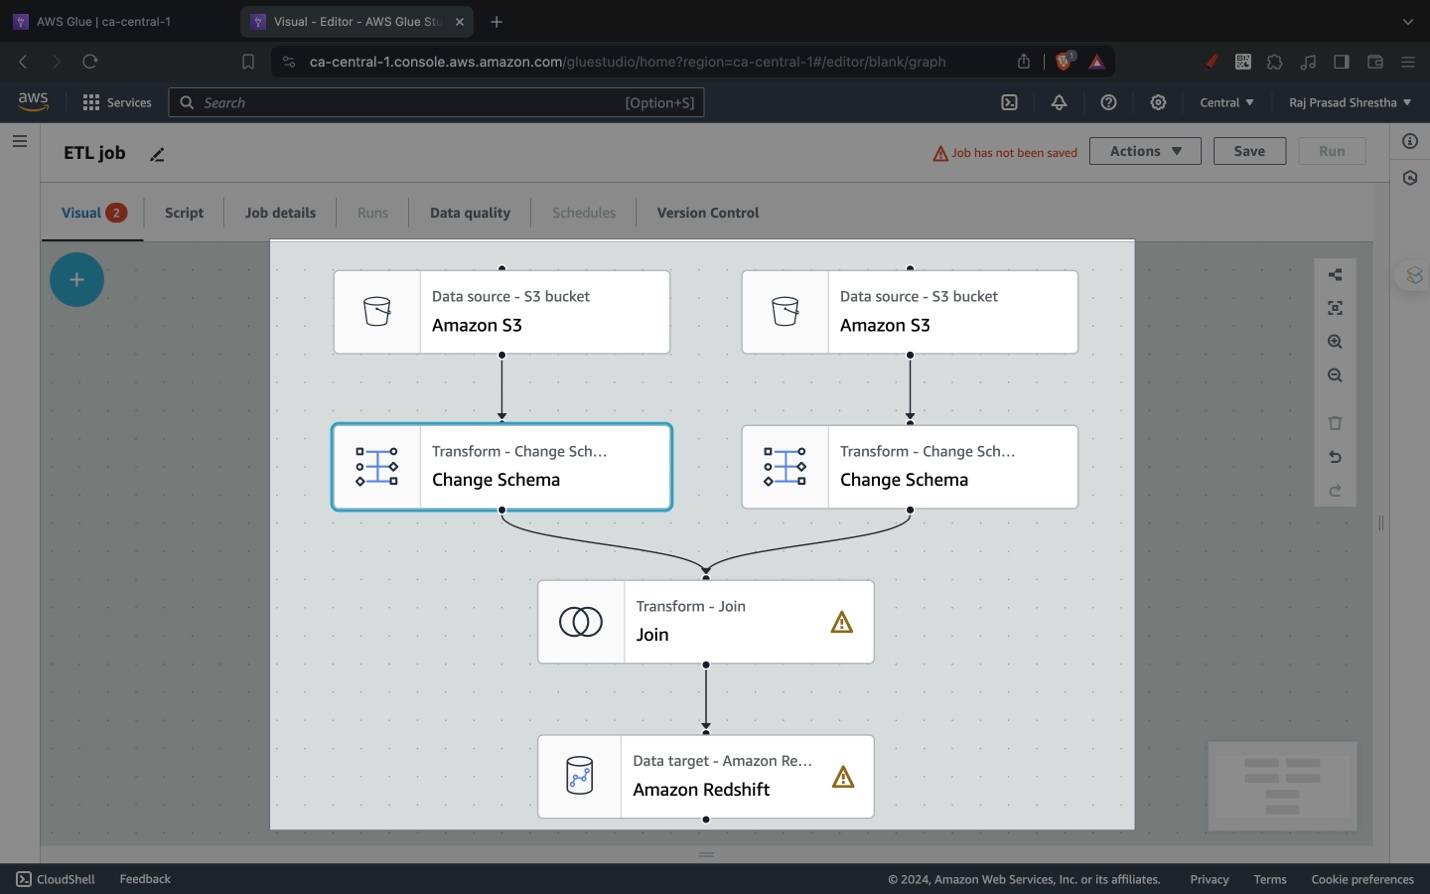 AWS Glue | ca-central-1
Visual - Editor - AWS Glue Stu
ca-central-1.console.aws.amazon.com/gluestudio/home?region=ca-central-1#/editor/blank/graph
1
aws
Services
Search
[Option+S]
Central
Raj Prasad Shrestha
ETL job
Job has not been saved
Actions
Save
Run
Visual 2
Script
Job details
Runs
Data quality
Schedules
Version Control
Data source - S3 bucket
Amazon S3
Data source - S3 bucket
Amazon S3
Transform - Change Sch...
Change Schema
Transform - Change Sch...
Change Schema
Transform - Join
Join
Data target - Amazon Re...
Amazon Redshift
CloudShell
Feedback
© 2024, Amazon Web Services, Inc. or its affiliates.
Privacy
Terms
Cookie preferences